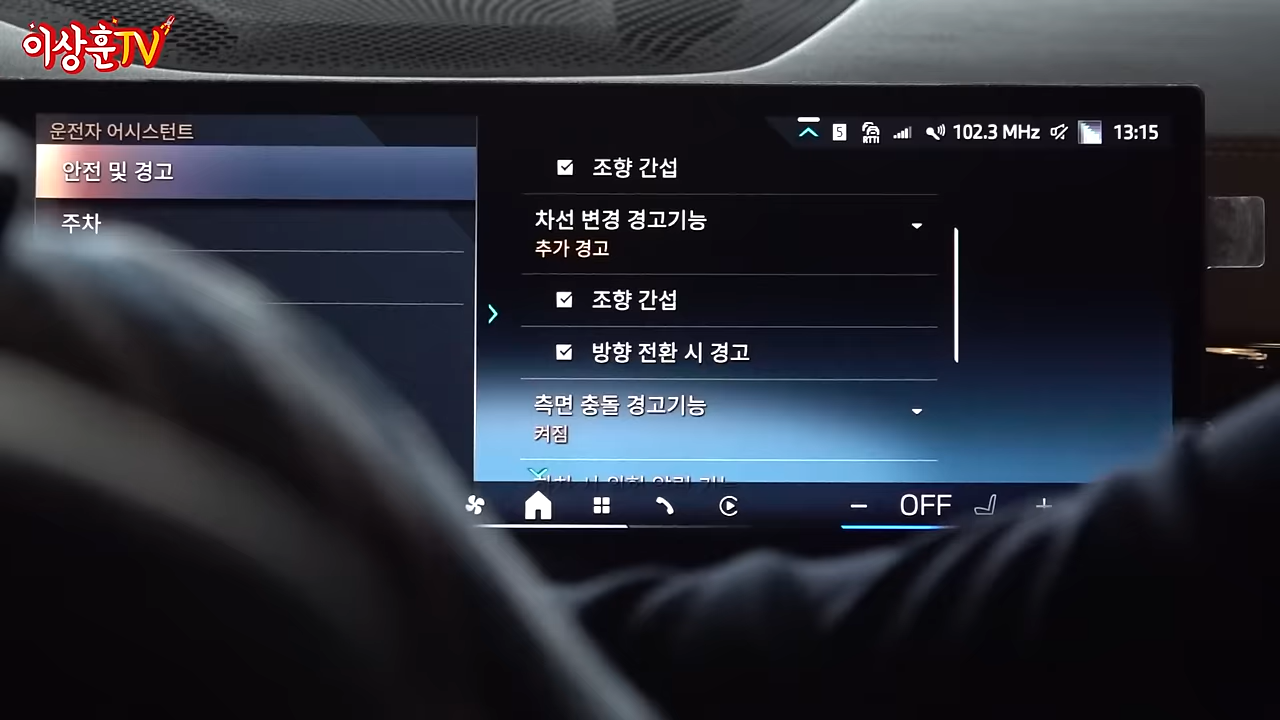 이상훈TV
운전자 어시스턴트
안전 및 경고
주차
5
RTTI
102.3 MHz
13:15
조향 간섭
차선 변경 경고기능
추가 경고
조향 간섭
방향 전환 시 경고
측면 충돌 경고기능
켜짐
OFF